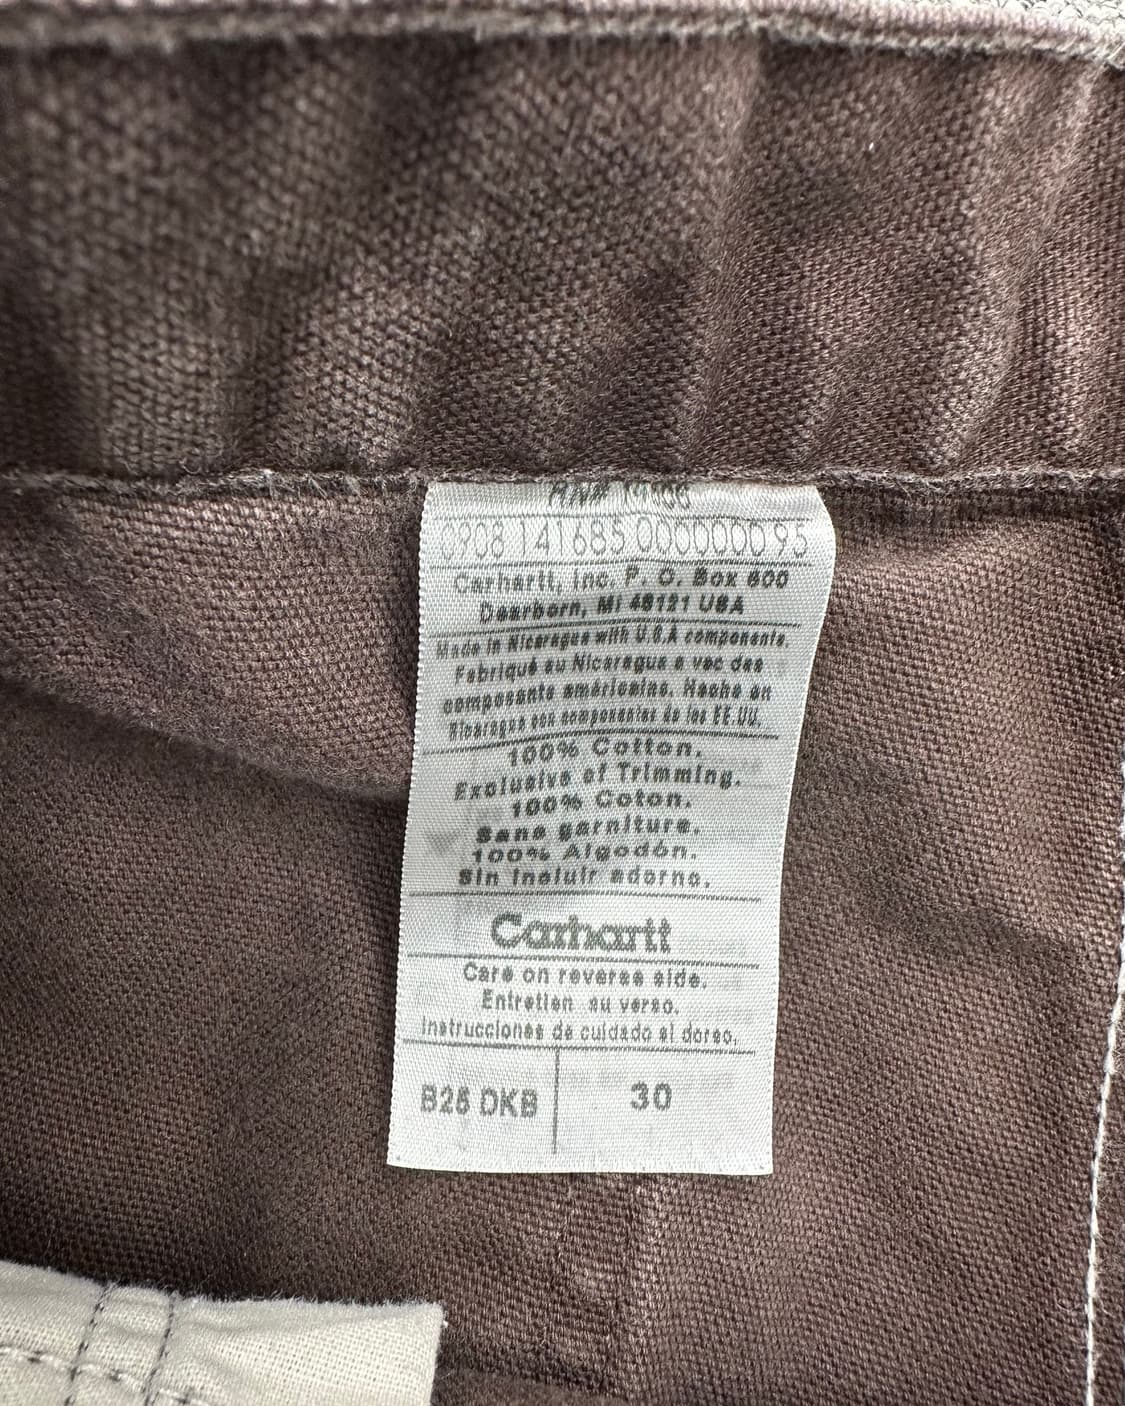 0908 141685 000000095
Carhartt, Inc. P. O. Box 600
Dearborn, MI 48121 USA
Made in Nicaragua with U.S.A components.
Fabriqué au Nicaragua a vec des
composants américains. Hecho en
Nicaragua con componentes de los EE.UU.
100% Cotton.
Exclusive of Trimming.
100% Coton.
Sans garniture.
100% Algodón.
Sin incluir adorno.
Carhartt
Care on reverse side.
Entretien au verso.
Instrucciones de cuidado al dorso.
B25 DKB 30